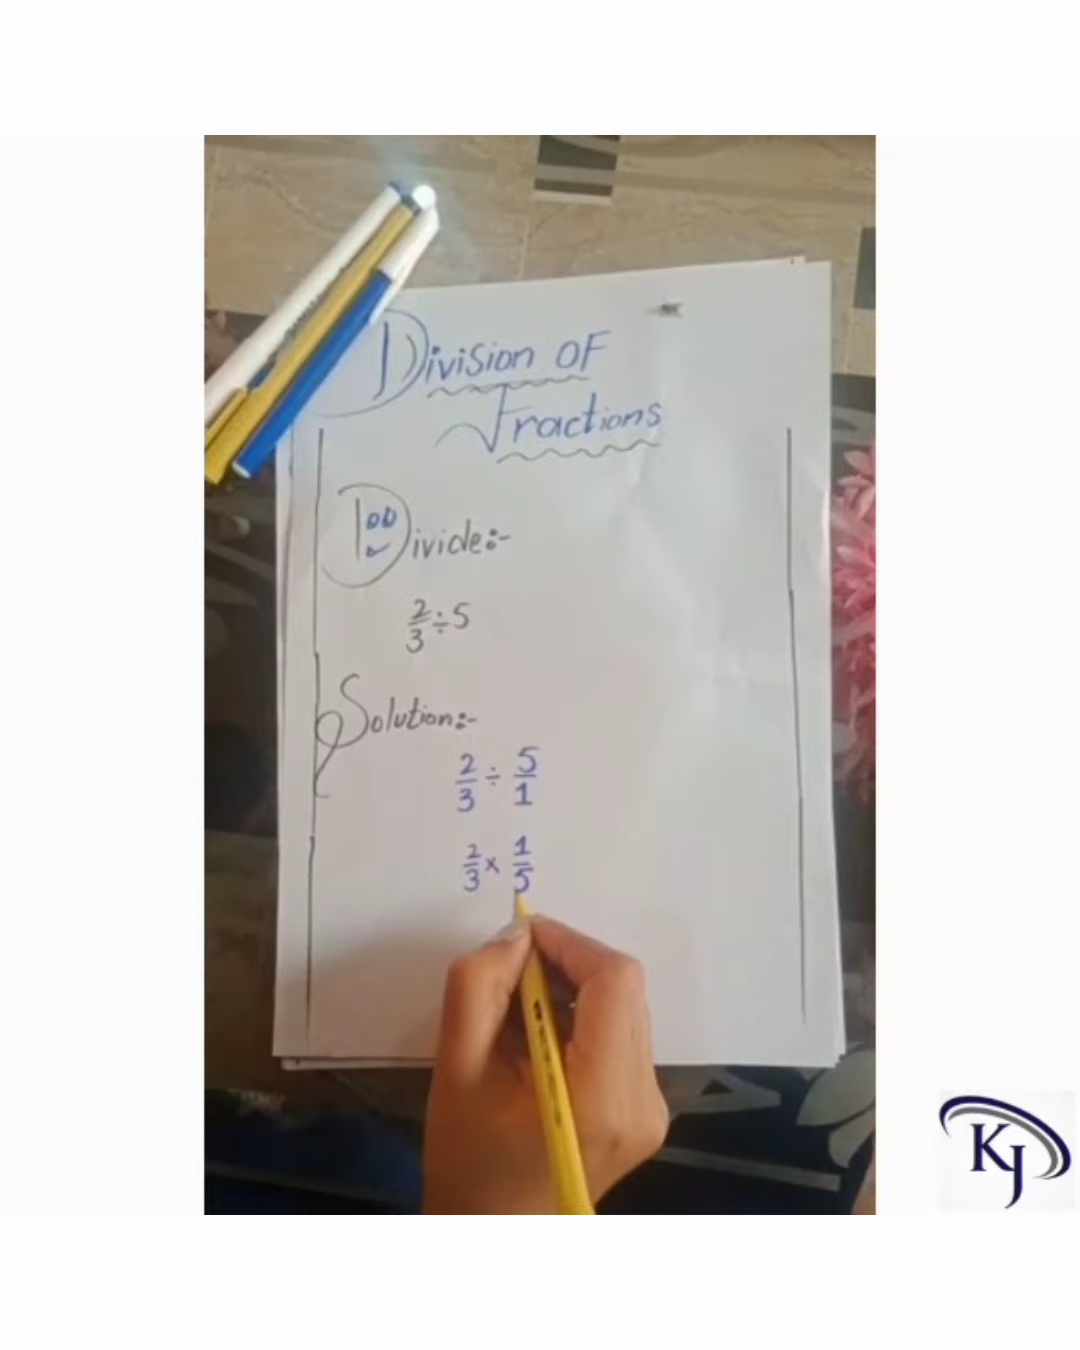 Division OF
Fractions
Divide:-
2/3 ÷ 5
Solution:-
2/3 ÷ 5/1
2/3 × 1/5
KJ